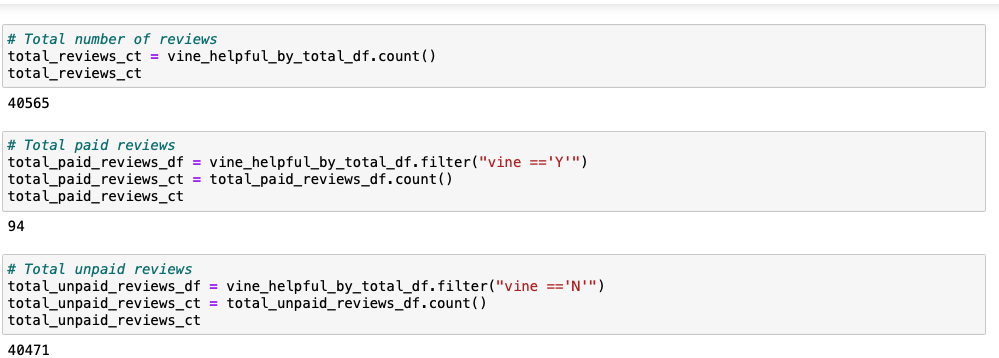 # Total number of reviews
total_reviews_ct = vine_helpful_by_total_df.count()
total_reviews_ct
40565
# Total paid reviews
total_paid_reviews_df = vine_helpful_by_total_df.filter("vine =='Y'")
total_paid_reviews_ct = total_paid_reviews_df.count()
total_paid_reviews_ct
94
# Total unpaid reviews
total_unpaid_reviews_df = vine_helpful_by_total_df.filter("vine =='N'")
total_unpaid_reviews_ct = total_unpaid_reviews_df.count()
total_unpaid_reviews_ct
40471